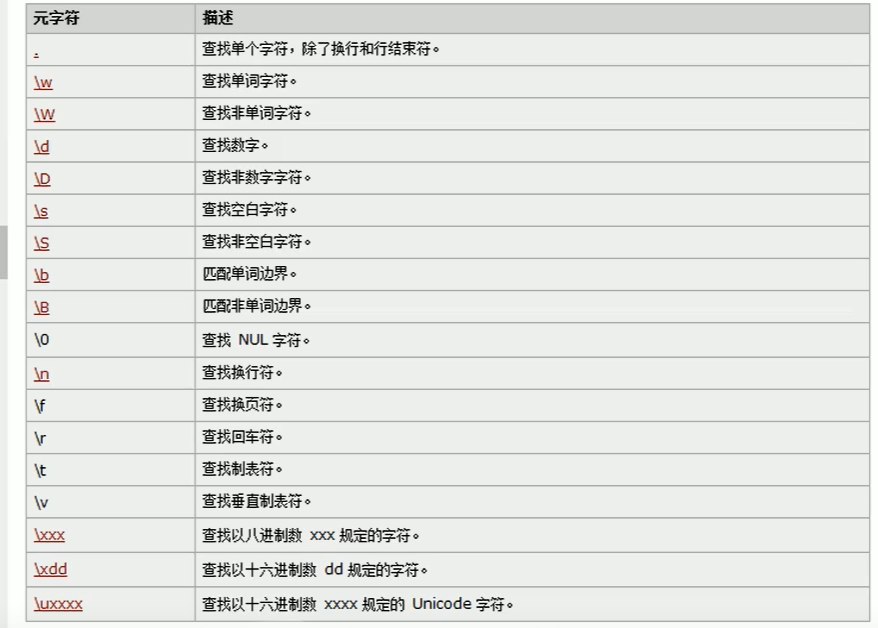 元字符 描述
. 查找单个字符，除了换行和行结束符。
\w 查找单词字符。
\W 查找非单词字符。
\d 查找数字。
\D 查找非数字字符。
\s 查找空白字符。
\S 查找非空白字符。
\b 匹配单词边界。
\B 匹配非单词边界。
\0 查找 NUL 字符。
\n 查找换行符。
\f 查找换页符。
\r 查找回车符。
\t 查找制表符。
\v 查找垂直制表符。
\xxx 查找以八进制数 xxx 规定的字符。
\xdd 查找以十六进制数 dd 规定的字符。
\uxxxx 查找以十六进制数 xxxx 规定的 Unicode 字符。